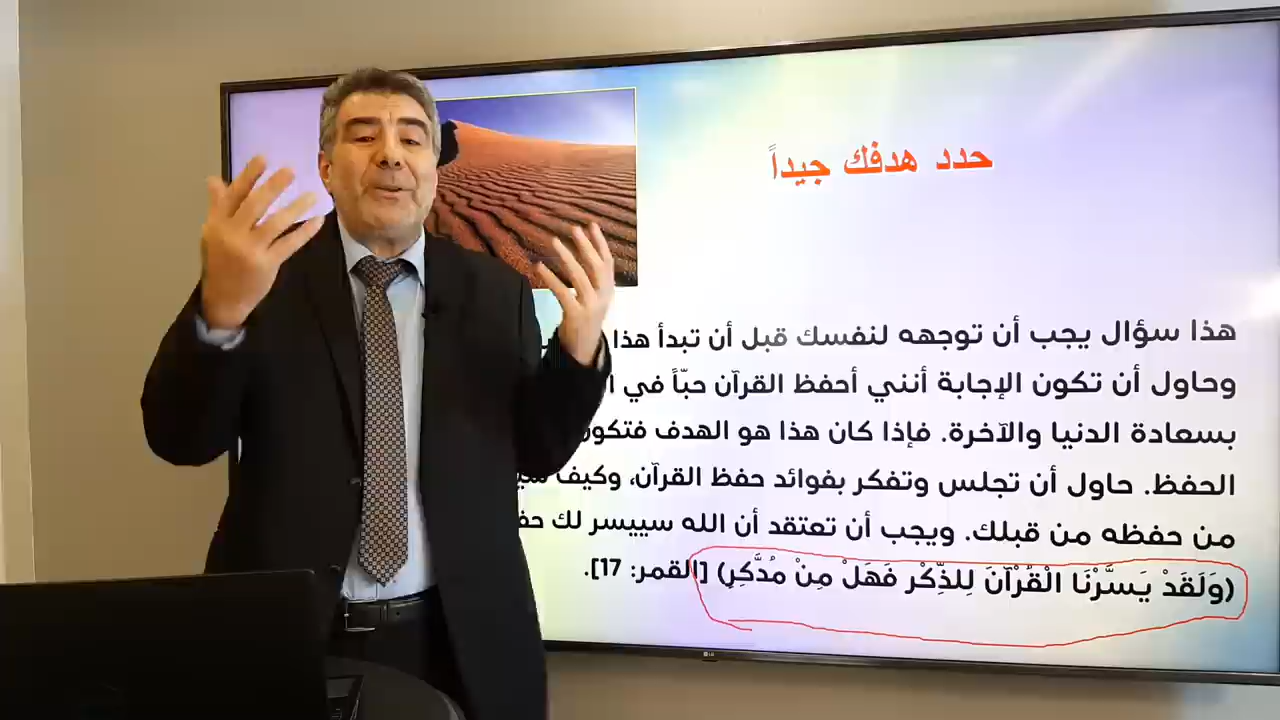 حدد هدفك جيداً
هذا سؤال يجب أن توجهه لنفسك قبل أن تبدأ هذا
وحاول أن تكون الإجابة أنني أحفظ القرآن حبّاً في
بسعادة الدنيا والآخرة. فإذا كان هذا هو الهدف
الحفظ. حاول أن تجلس وتفكر بفوائد حفظ القرآن، وكيف
من حفظه من قبلك. ويجب أن تعتقد أن الله سييسر لك
(وَلَقَدْ يَسَّرْنَا الْقُرْآنَ لِلذِّكْرِ فَهَلْ مِنْ مُدَّكِرٍ) [القمر: 17].
LG